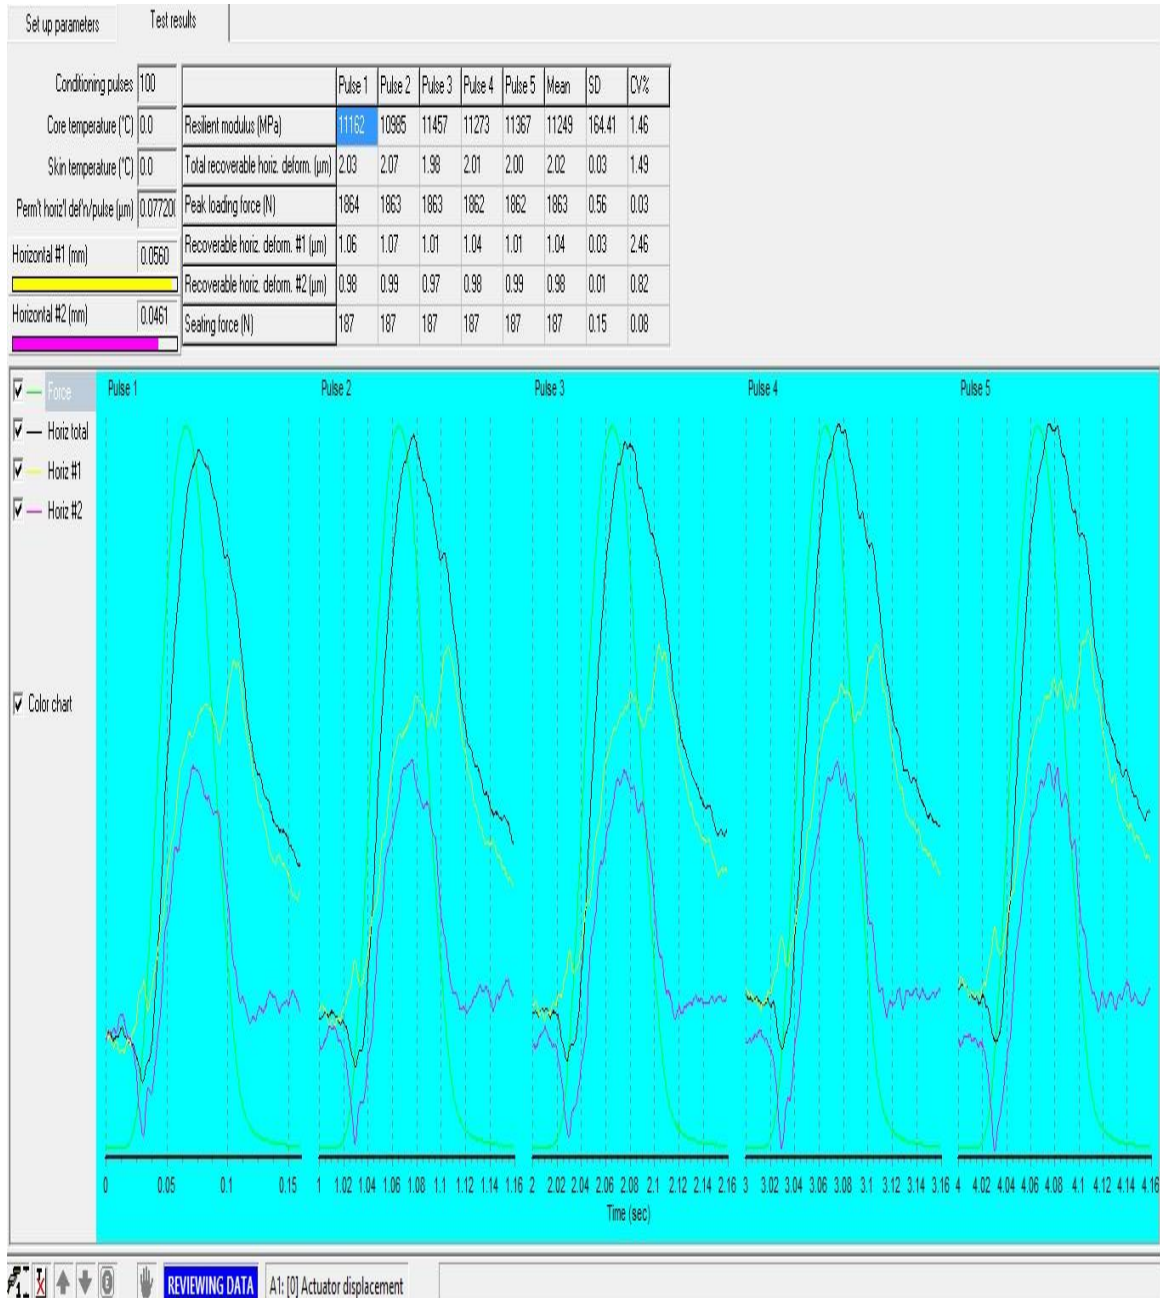 Set up parameters Test results
Conditioning pulses 100 Pulse 1 Pulse 2 Pulse 3 Pulse 4 Pulse 5 Mean SD CV%
Core temperature (°C) 0.0 Resilient modulus (MPa) 11162 10985 11457 11273 11367 11249 164.41 1.46
Skin temperature (°C) 0.0 Total recoverable horiz. deform. (µm) 2.03 2.07 1.98 2.01 2.00 2.02 0.03 1.49
Perm't horiz'l def'n/pulse (µm) 0.07720 Peak loading force (N) 1864 1863 1863 1862 1862 1863 0.56 0.03
Horizontal #1 (mm) 0.0560 Recoverable horiz. deform. #1 (µm) 1.06 1.07 1.01 1.04 1.01 1.04 0.03 2.46
Recoverable horiz. deform. #2 (µm) 0.98 0.99 0.97 0.98 0.99 0.98 0.01 0.82
Horizontal #2 (mm) 0.0461 Seating force (N) 187 187 187 187 187 187 0.15 0.08
Force Pulse 1 Pulse 2 Pulse 3 Pulse 4 Pulse 5
Horiz total
Horiz #1
Horiz #2
Color chart
0 0.05 0.1 0.15 1 1.02 1.04 1.06 1.08 1.1 1.12 1.14 1.16 2 2.02 2.04 2.06 2.08 2.1 2.12 2.14 2.16 3 3.02 3.04 3.06 3.08 3.1 3.12 3.14 3.16 4 4.02 4.04 4.06 4.08 4.1 4.12 4.14 4.16
Time (sec)
REVIEWING DATA A1: [0] Actuator displacement